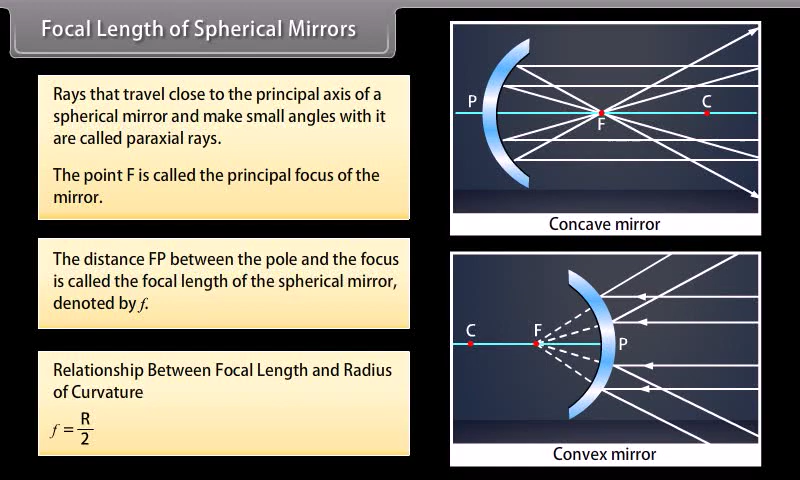 Focal Length of Spherical Mirrors
Rays that travel close to the principal axis of a
spherical mirror and make small angles with it
are called paraxial rays.
The point F is called the principal focus of the
mirror.
The distance FP between the pole and the focus
is called the focal length of the spherical mirror,
denoted by f.
Relationship Between Focal Length and Radius
of Curvature
f = R/2
P
F
C
Concave mirror
C
F
P
Convex mirror